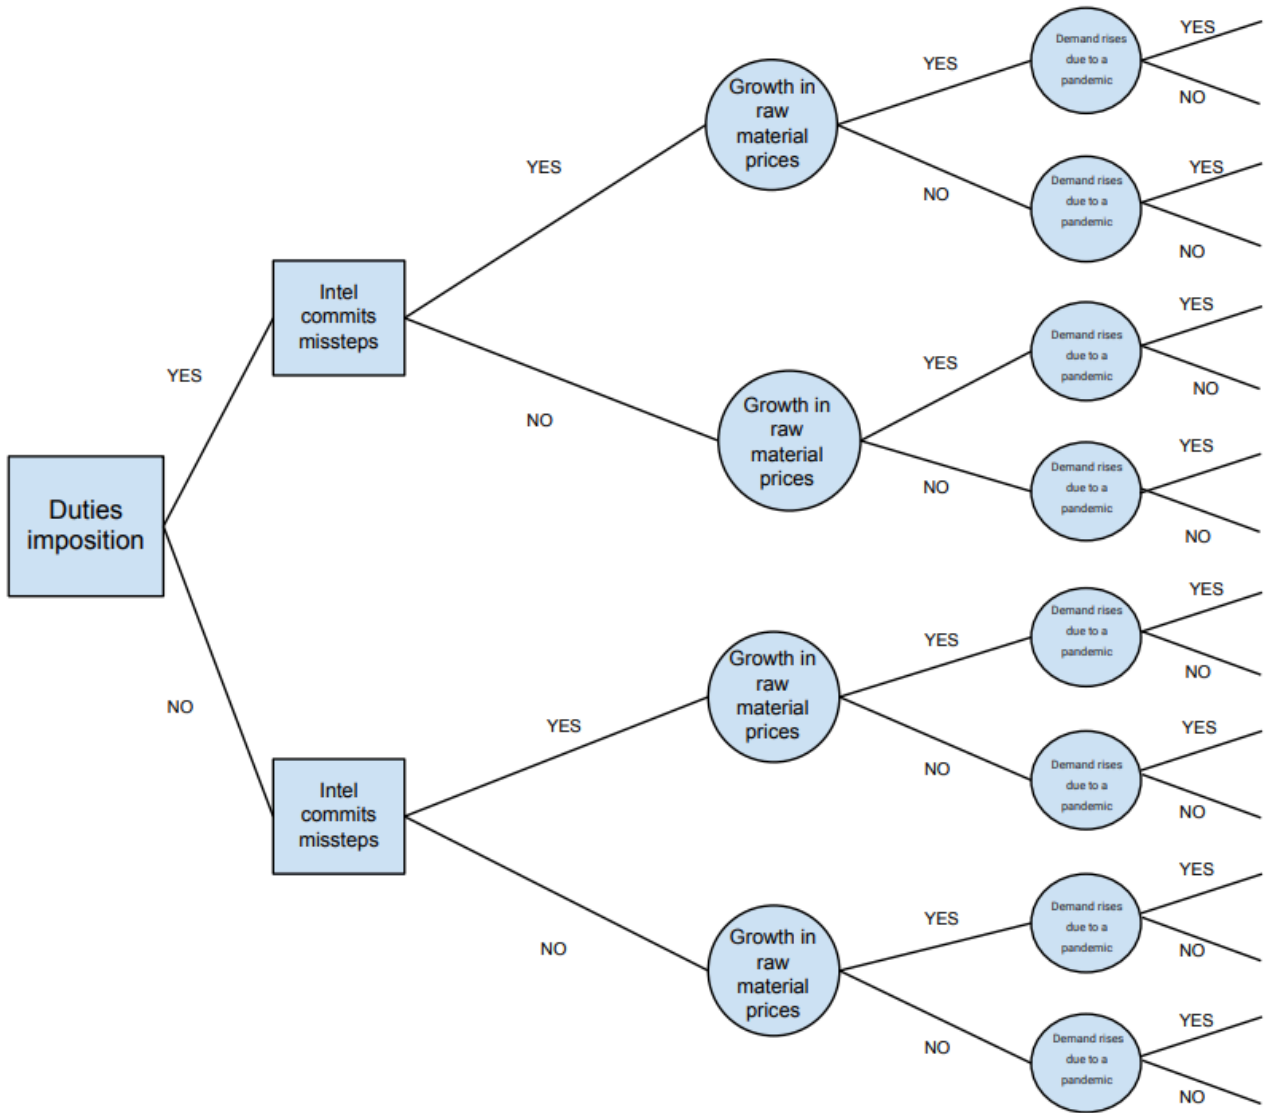 Duties
imposition
YES
NO
Intel
commits
missteps
YES
NO
Intel
commits
missteps
YES
NO
Growth in
raw
material
prices
YES
NO
Growth in
raw
material
prices
YES
NO
Growth in
raw
material
prices
YES
NO
Growth in
raw
material
prices
YES
NO
Demand rises
due to a
pandemic
YES
NO
Demand rises
due to a
pandemic
YES
NO
Demand rises
due to a
pandemic
YES
NO
Demand rises
due to a
pandemic
YES
NO
Demand rises
due to a
pandemic
YES
NO
Demand rises
due to a
pandemic
YES
NO
Demand rises
due to a
pandemic
YES
NO
Demand rises
due to a
pandemic
YES
NO